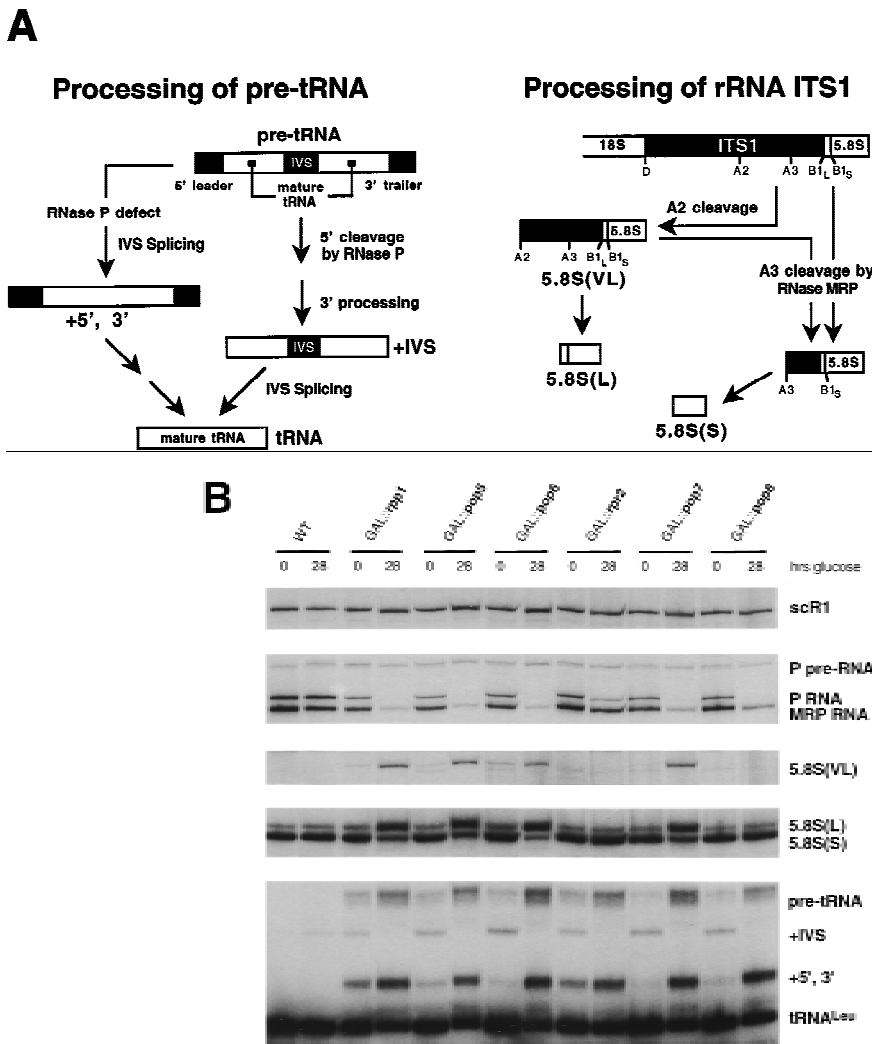 A
Processing of pre-tRNA
Processing of rRNA ITS1
pre-tRNA
IVS
5' leader
mature
tRNA
3' trailer
RNase P defect
IVS Splicing
5' cleavage
by RNase P
3' processing
+5', 3'
IVS
+IVS
IVS Splicing
mature tRNA
tRNA
18S
ITS1
5.8S
D
A2
A3
B1L
B1S
A2 cleavage
5.8S
A2
A3
B1L
B1S
5.8S(VL)
A3 cleavage by
RNase MRP
5.8S(L)
5.8S
A3
B1S
5.8S(S)
B
WT
GAL::rpp1
GAL::pop5
GAL::pop6
GAL::rpr2
GAL::pop7
GAL::pop8
0 28 0 28 0 28 0 28 0 28 0 28 0 28 hrs glucose
scR1
P pre-RNA
P RNA
MRP RNA
5.8S(VL)
5.8S(L)
5.8S(S)
pre-tRNA
+IVS
+5', 3'
tRNALeu